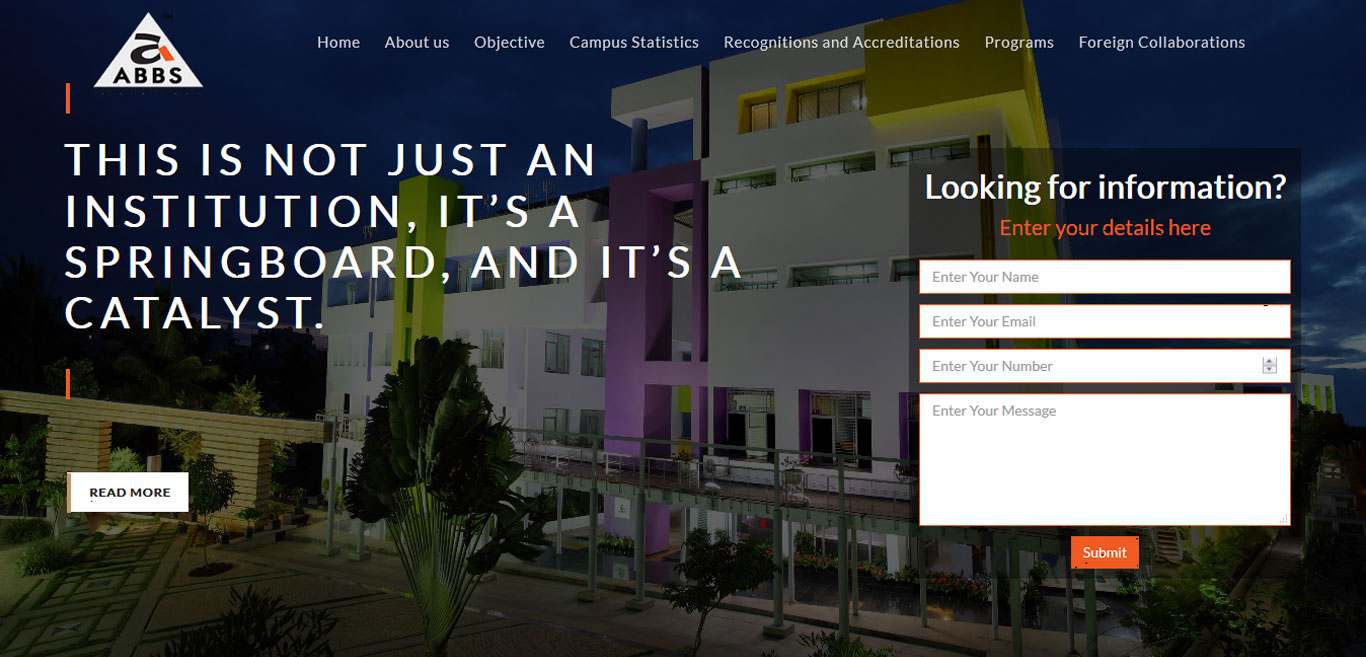 ABBS
Home About us Objective Campus Statistics Recognitions and Accreditations Programs Foreign Collaborations
THIS IS NOT JUST AN
INSTITUTION, IT’S A
SPRINGBOARD, AND IT’S A
CATALYST.
READ MORE
Looking for information?
Enter your details here
Enter Your Name
Enter Your Email
Enter Your Number
Enter Your Message
Submit